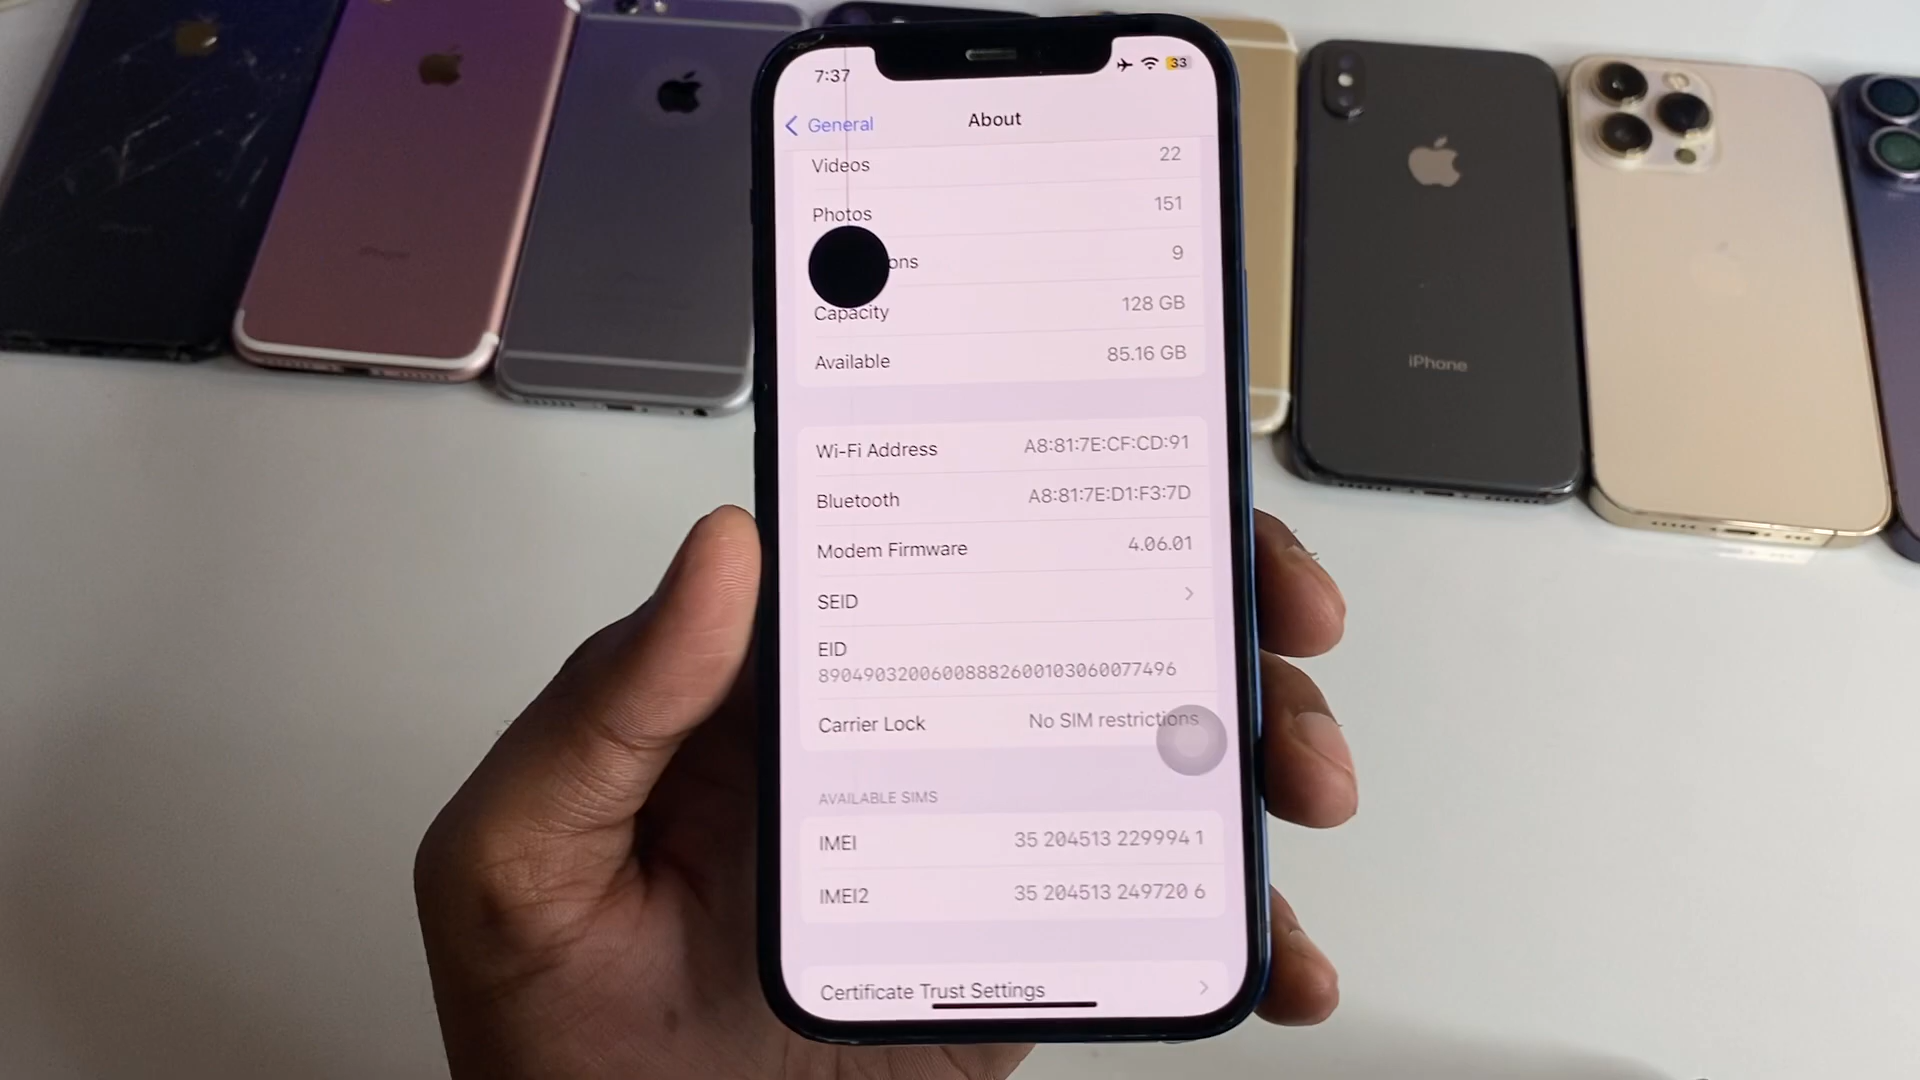 7:37
33
General
About
Videos 22
Photos 151
ons 9
Capacity 128 GB
Available 85.16 GB
Wi-Fi Address A8:81:7E:CF:CD:91
Bluetooth A8:81:7E:D1:F3:7D
Modem Firmware 4.06.01
SEID
EID
89049032006008882600103060077496
Carrier Lock No SIM restrictions
AVAILABLE SIMS
IMEI 35 204513 229994 1
IMEI2 35 204513 249720 6
Certificate Trust Settings
iPhone
iPhone